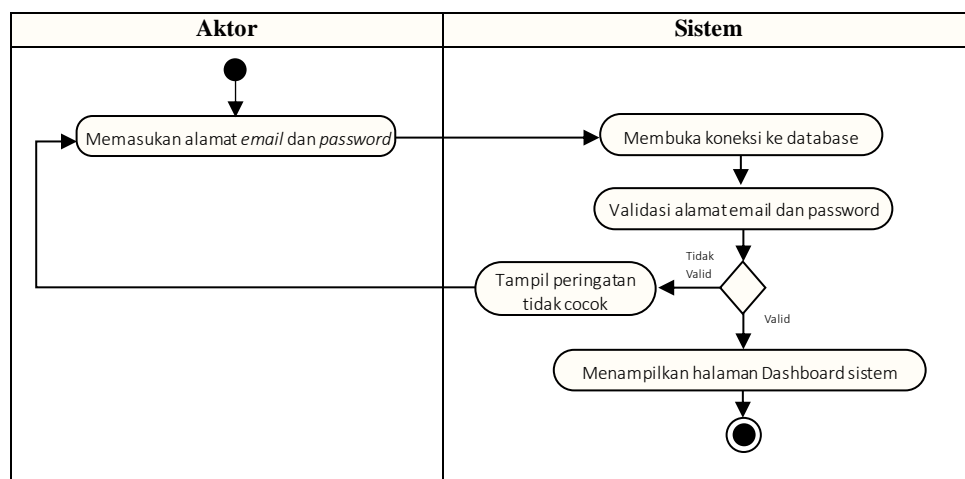 Aktor
Sistem
Memasukan alamat email dan password
Membuka koneksi ke database
Validasi alamat email dan password
Tidak
Valid
Tampil peringatan
tidak cocok
Valid
Menampilkan halaman Dashboard sistem